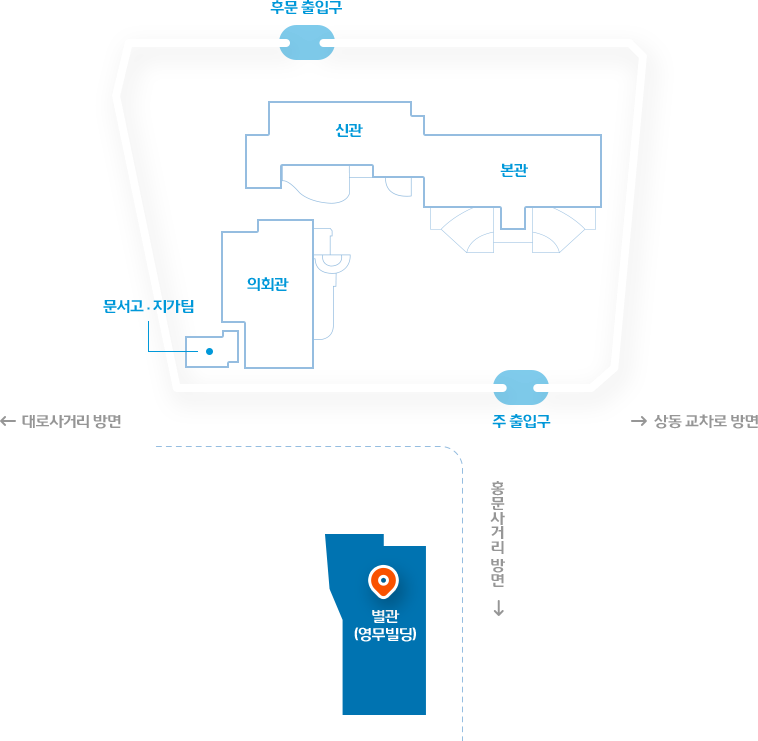 후문 출입구
신관
본관
의회관
문서고 · 지가팀
← 대로사거리 방면
주 출입구
→ 상동 교차로 방면
홍문사거리 방면 →
별관
(영무빌딩)